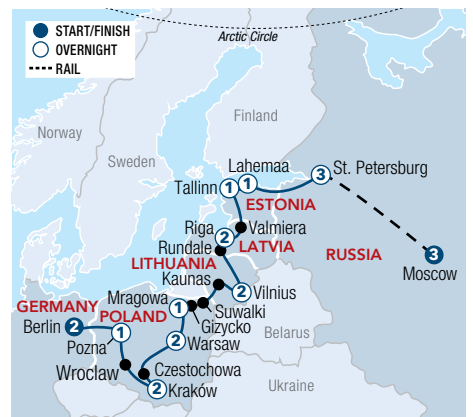 START/FINISH
OVERNIGHT
RAIL
Arctic Circle
Norway
Sweden
Finland
Lahemaa
3
St. Petersburg
Tallinn
1
1
ESTONIA
Riga
2
Valmiera
Rundale
LATVIA
RUSSIA
3
LITHUANIA
Moscow
Kaunas
2
Vilnius
GERMANY
Mragowa
1
Suwalki
Berlin
2
POLAND
Gizycko
Belarus
Pozna
1
2
Warsaw
Wroclaw
Czestochowa
2
Kraków
Ukraine